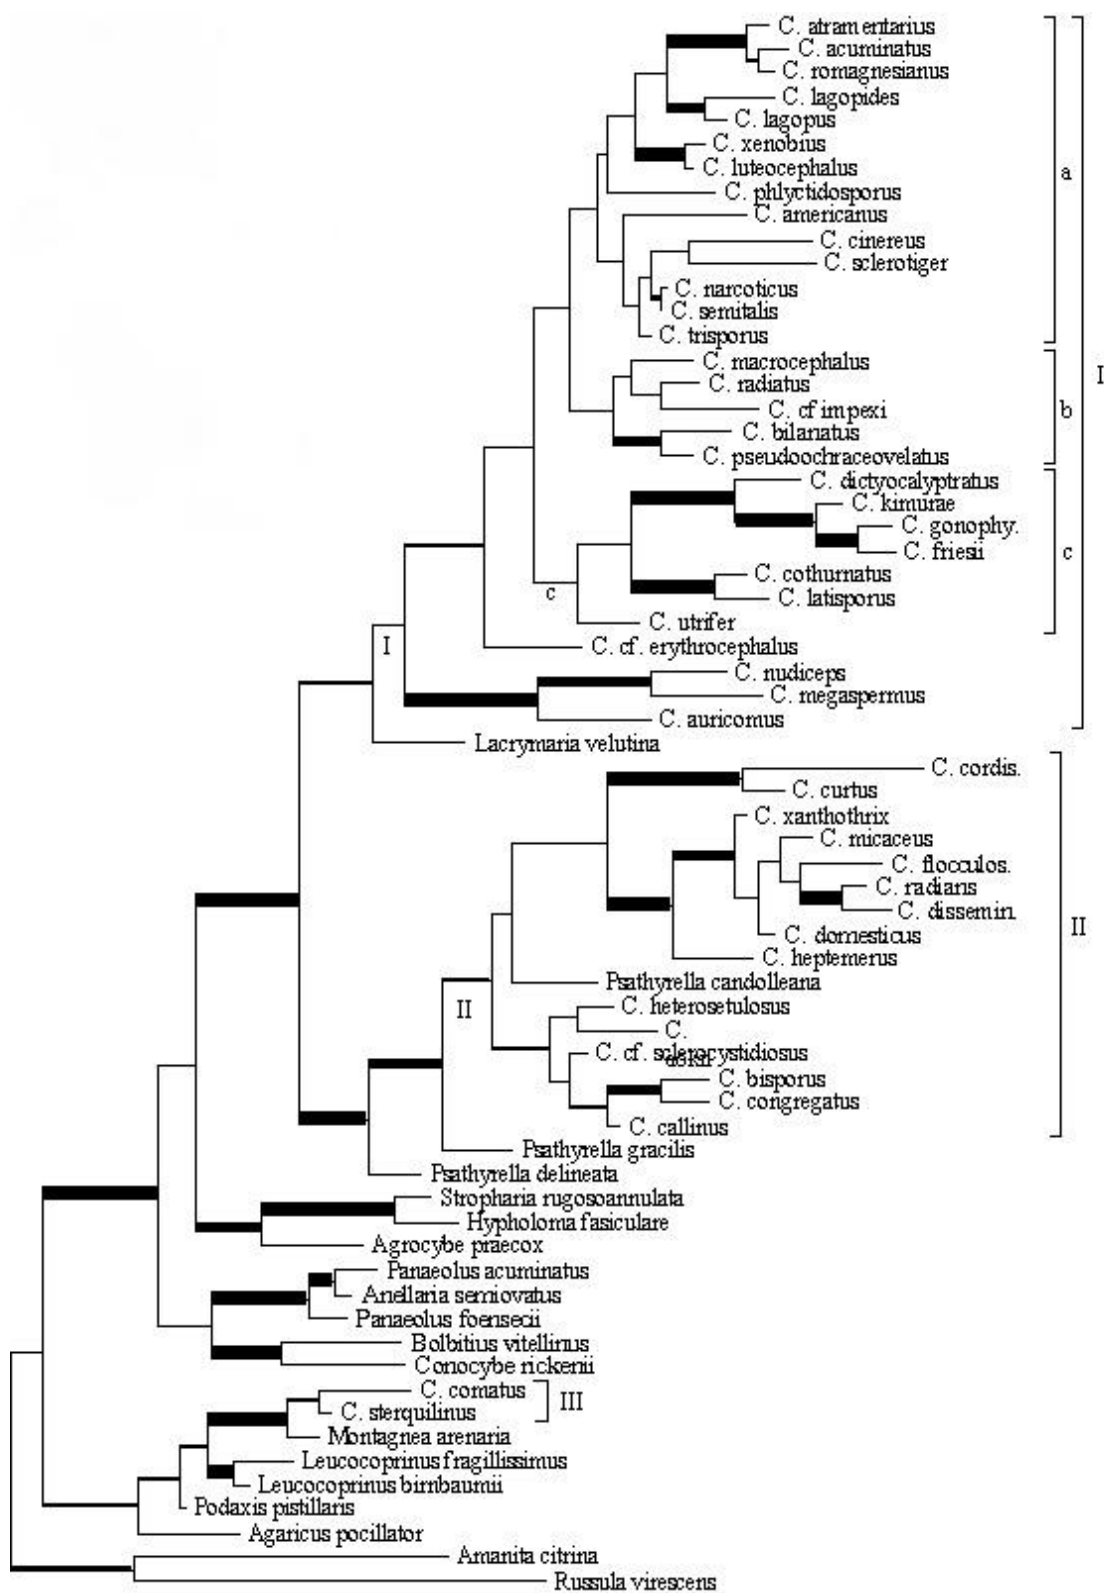 C. atramentarius
C. acuminatus
C. romagnesianus
C. lagopides
C. lagopus
C. xenobius
C. luteocephalus
a
C. phlyctidosporus
C. americanus
C. cinereus
C. sclerotiger
C. narcoticus
C. semitalis
C. trisporus
C. macrocephalus
I
C. radiatus
C. cf impexi
b
C. bilanatus
C. pseudoochraceovelatus
C. dictyocalyptratus
C. kimurae
C. gonophy.
C. friesii
c
C. cothurnatus
c
C. latisporus
C. utrifer
I
C. cf. erythrocephalus
C. nudiceps
C. megaspermus
C. auricomus
Lacrymaria velutina
C. cordis.
C. curtus
C. xanthothrix
C. micaceus
C. flocculos.
C. radians
C. dissemin.
II
C. domesticus
C. heptemerus
Psathyrella candolleana
II
C. heterosetulosus
C.
C. cf. sclerocystidiosus
C. bisporus
C. congregatus
C. callinus
Psathyrella gracilis
Psathyrella delineata
Stropharia rugosoannulata
Hypholoma fasiculare
Agrocybe praecox
Panaeolus acuminatus
Anellaria semiovatus
Panaeolus foensecii
Bolbitius vitellinus
Conocybe rickenii
C. comatus
III
C. sterquilinus
Montagnea arenaria
Leucocoprinus fragillissimus
Leucocoprinus birnbaumii
Podaxis pistillaris
Agaricus pocillator
Amanita citrina
Russula virescens